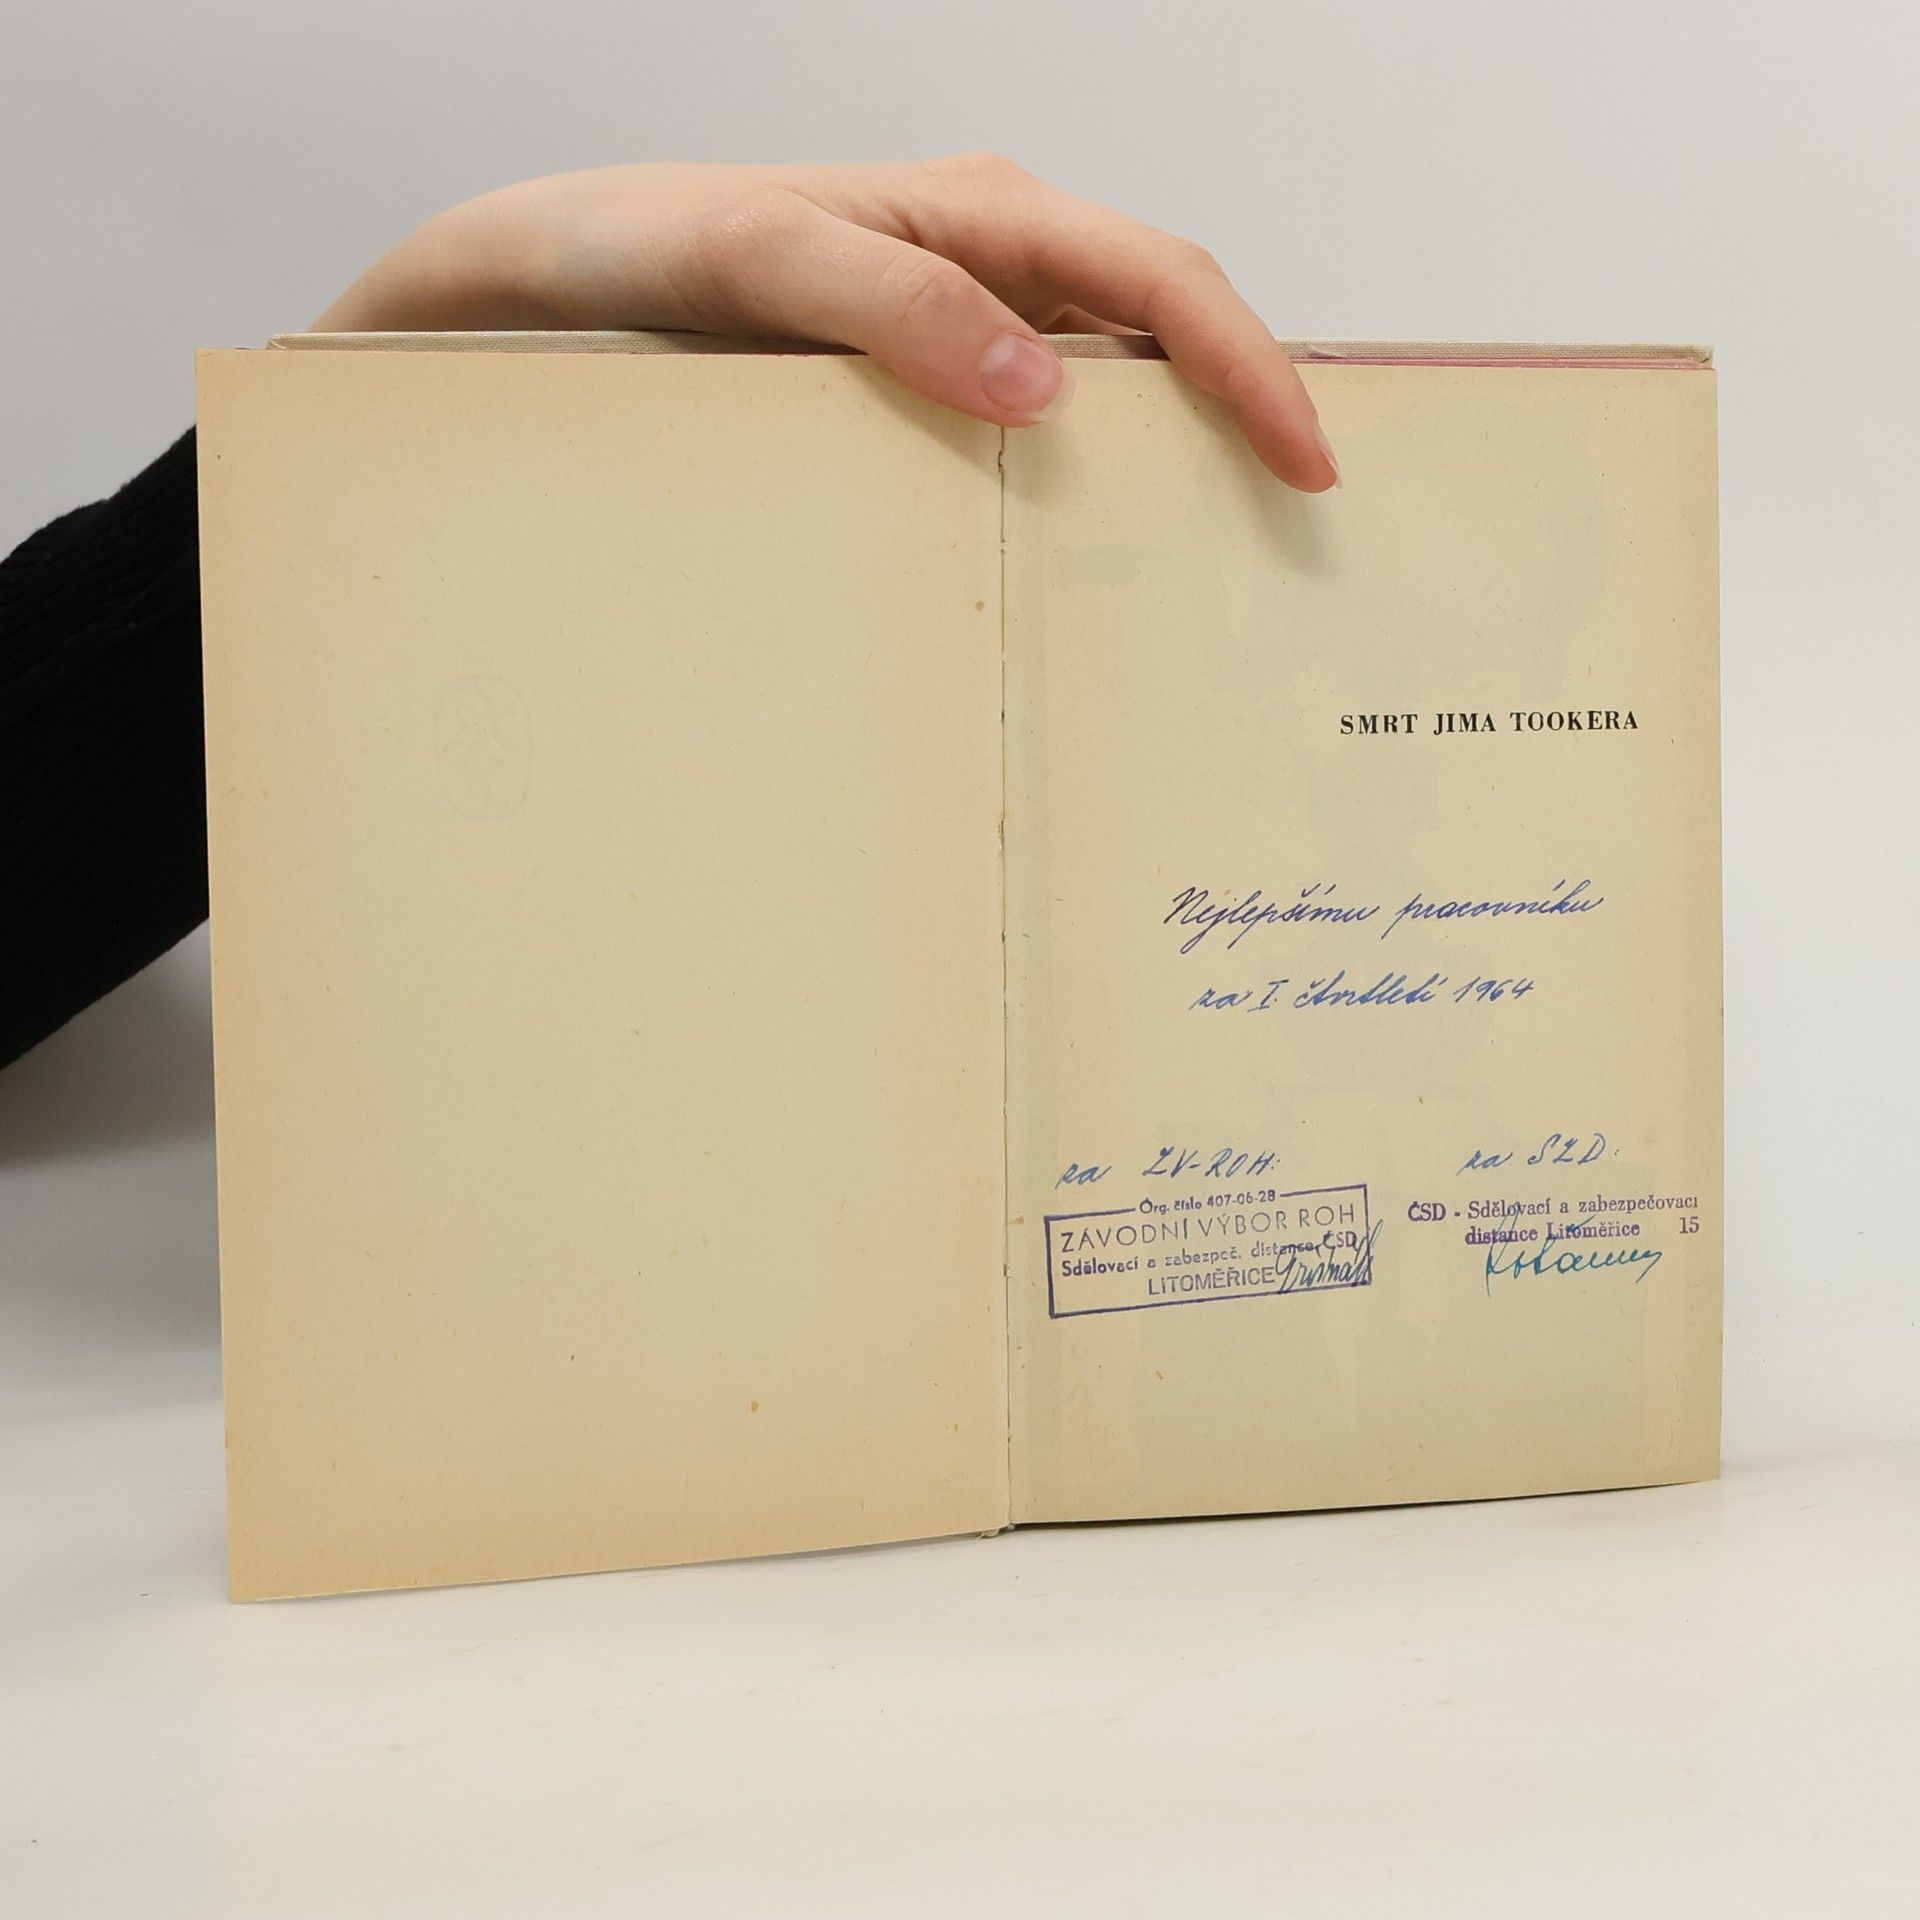 SMRT JIMA TOOKERA
Nejlepšímu pracovníku
za I. čtvrtletí 1964
za ZV-ROH:
za SZD:
Org. číslo 407-06-28
ZÁVODNÍ VÝBOR ROH
Sdělovací a zabezpeč. distance ČSD
LITOMĚŘICE
ČSD - Sdělovací a zabezpečovací
distance Litoměřice 15